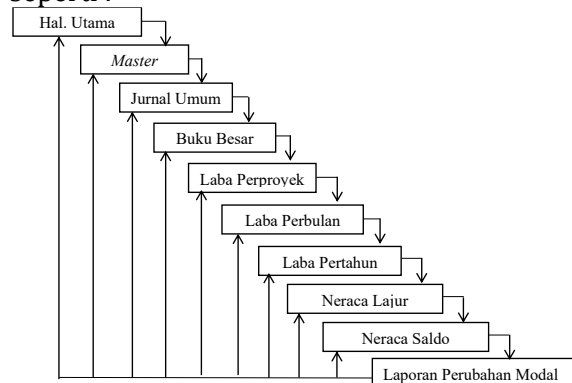 seperti :
Hal. Utama
Master
Jurnal Umum
Buku Besar
Laba Perproyek
Laba Perbulan
Laba Pertahun
Neraca Lajur
Neraca Saldo
Laporan Perubahan Modal